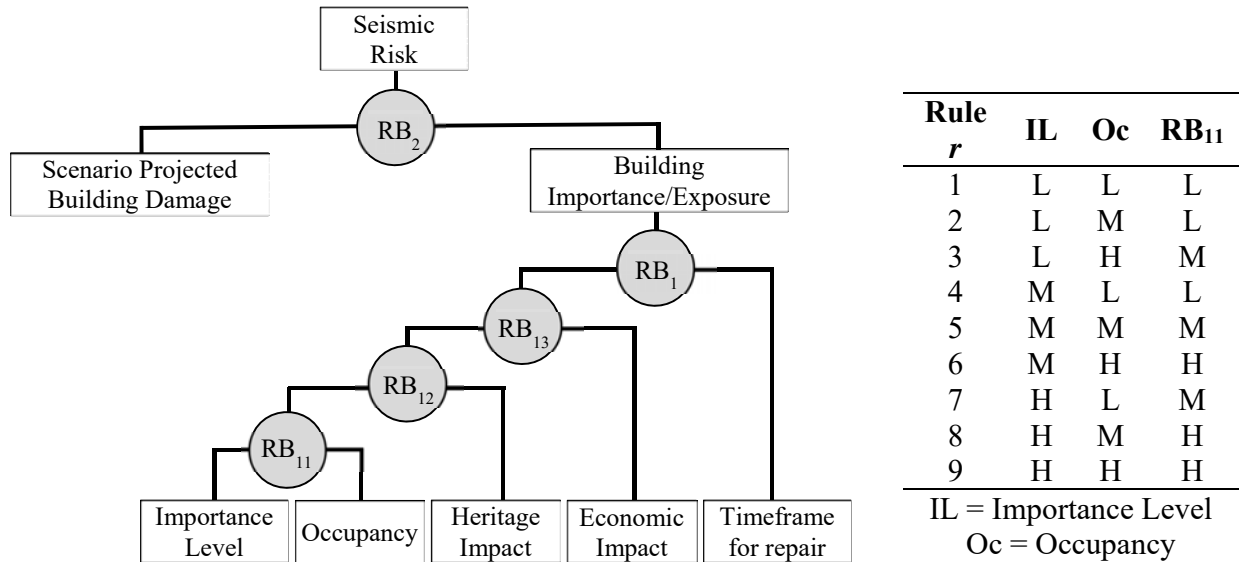 Seismic
Risk
RB₂
Scenario Projected
Building Damage
Building
Importance/Exposure
RB₁
RB₁₃
RB₁₂
RB₁₁
Importance
Level
Occupancy
Heritage
Impact
Economic
Impact
Timeframe
for repair
Rule r IL Oc RB₁₁
1 L L L
2 L M L
3 L H M
4 M L L
5 M M M
6 M H H
7 H L M
8 H M H
9 H H H
IL = Importance Level
Oc = Occupancy